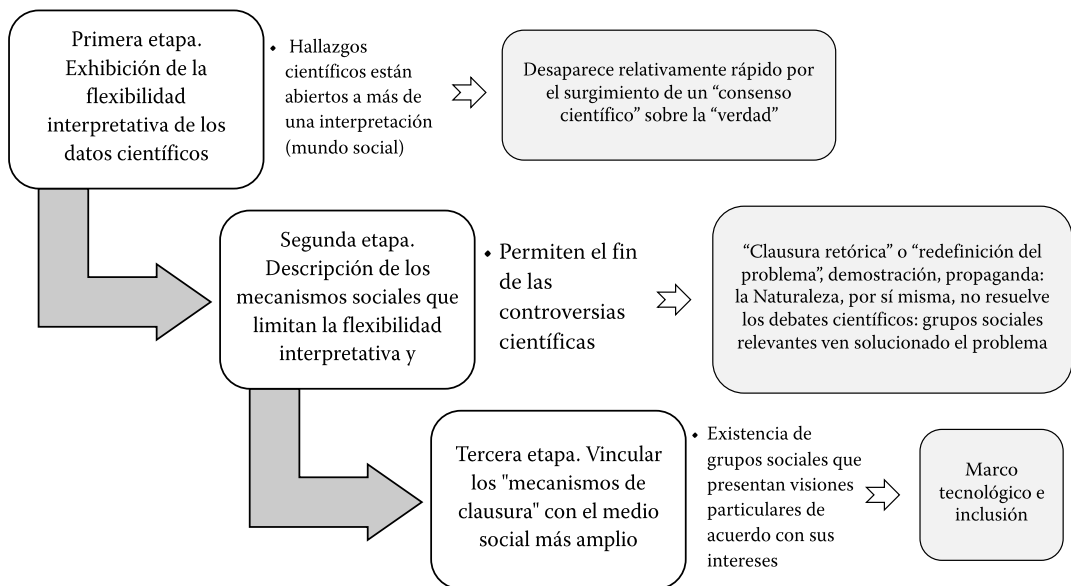 Primera etapa.
Exhibición de la
flexibilidad
interpretativa de los
datos científicos
• Hallazgos
científicos están
abiertos a más de
una interpretación
(mundo social)
Desaparece relativamente rápido por
el surgimiento de un “consenso
científico” sobre la “verdad”
Segunda etapa.
Descripción de los
mecanismos sociales que
limitan la flexibilidad
interpretativa y
• Permiten el fin
de las
controversias
científicas
“Clausura retórica” o “redefinición del
problema”, demostración, propaganda:
la Naturaleza, por sí misma, no resuelve
los debates científicos: grupos sociales
relevantes ven solucionado el problema
Tercera etapa. Vincular
los "mecanismos de
clausura" con el medio
social más amplio
• Existencia de
grupos sociales que
presentan visiones
particulares de
acuerdo con sus
intereses
Marco
tecnológico e
inclusión